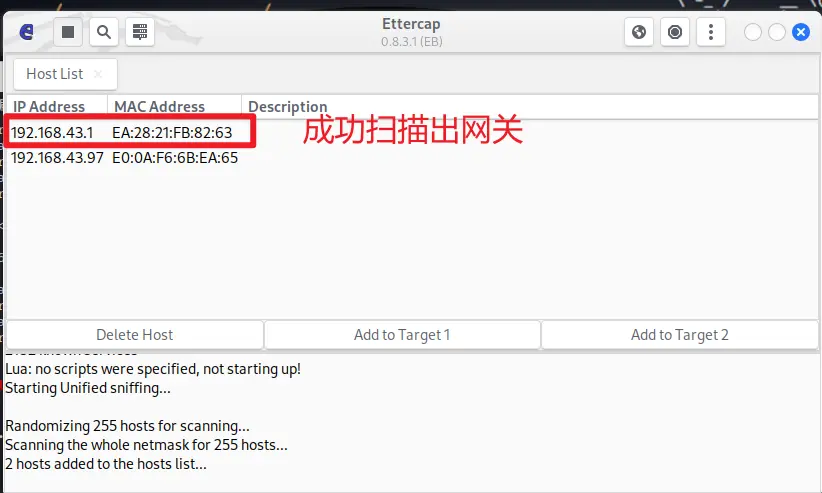 Ettercap
0.8.3.1 (EB)
Host List
IP Address MAC Address Description
192.168.43.1 EA:28:21:FB:82:63
成功扫描出网关
192.168.43.97 E0:0A:F6:6B:EA:65
Delete Host Add to Target 1 Add to Target 2
Lua: no scripts were specified, not starting up!
Starting Unified sniffing...
Randomizing 255 hosts for scanning...
Scanning the whole netmask for 255 hosts...
2 hosts added to the hosts list...